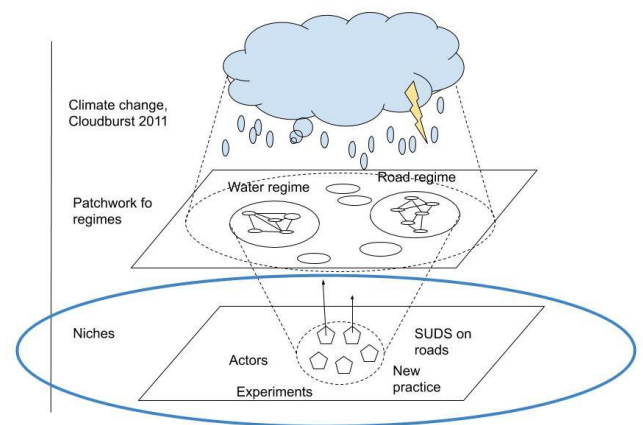 Climate change,
Cloudburst 2011
Water regime
Road regime
Patchwork fo
regimes
Niches
SUDS on
roads
Actors
New
practice
Experiments